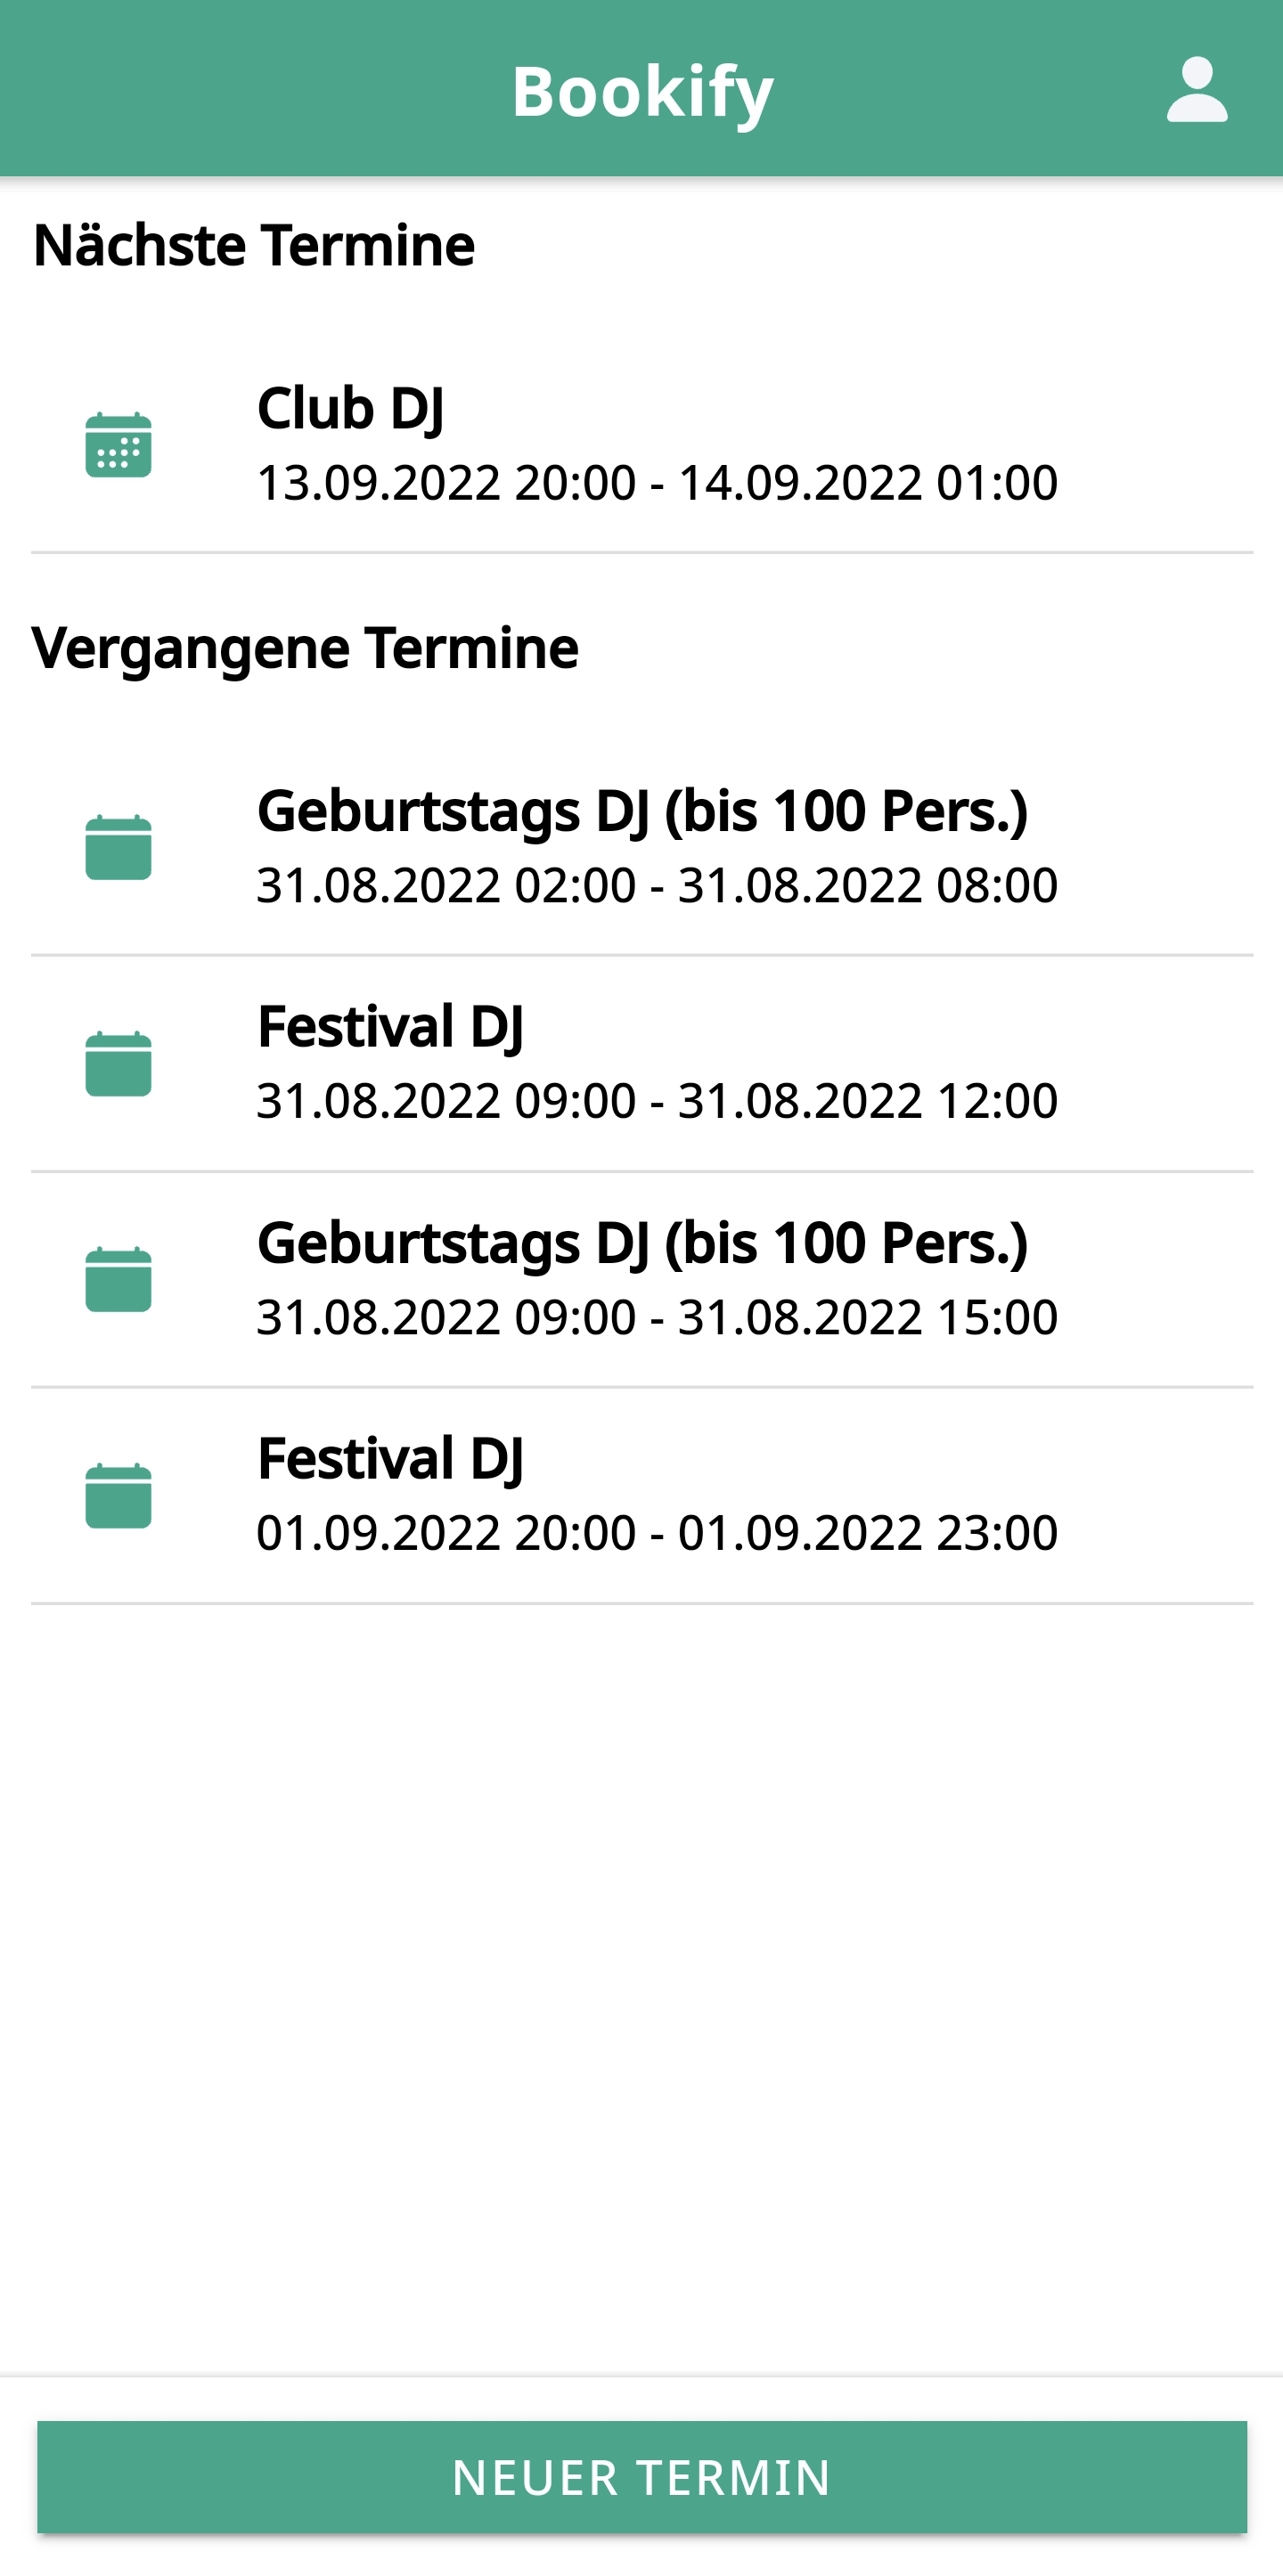 Bookify
Nächste Termine
Club DJ
13.09.2022 20:00 - 14.09.2022 01:00
Vergangene Termine
Geburtstags DJ (bis 100 Pers.)
31.08.2022 02:00 - 31.08.2022 08:00
Festival DJ
31.08.2022 09:00 - 31.08.2022 12:00
Geburtstags DJ (bis 100 Pers.)
31.08.2022 09:00 - 31.08.2022 15:00
Festival DJ
01.09.2022 20:00 - 01.09.2022 23:00
NEUER TERMIN